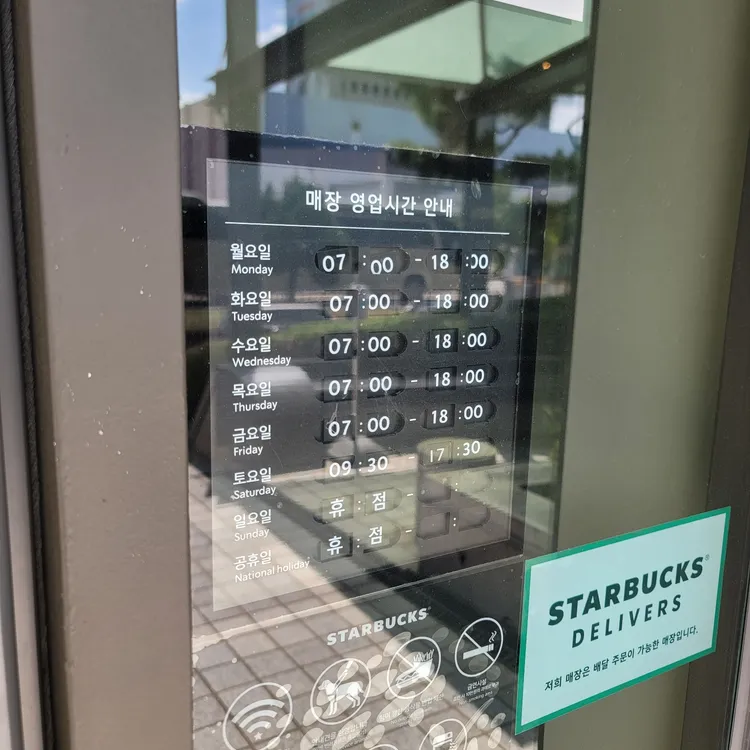 매장 영업시간 안내
월요일 07:00 - 18:00
Monday
화요일 07:00 - 18:00
Tuesday
수요일 07:00 - 18:00
Wednesday
목요일 07:00 - 18:00
Thursday
금요일 07:00 - 18:00
Friday
토요일 09:30 - 17:30
Saturday
일요일 휴:점 - :
Sunday
공휴일 휴:점 - :
National holiday
STARBUCKS
금연시설
STARBUCKS®
DELIVERS
저희 매장은 배달 주문이 가능한 매장입니다.